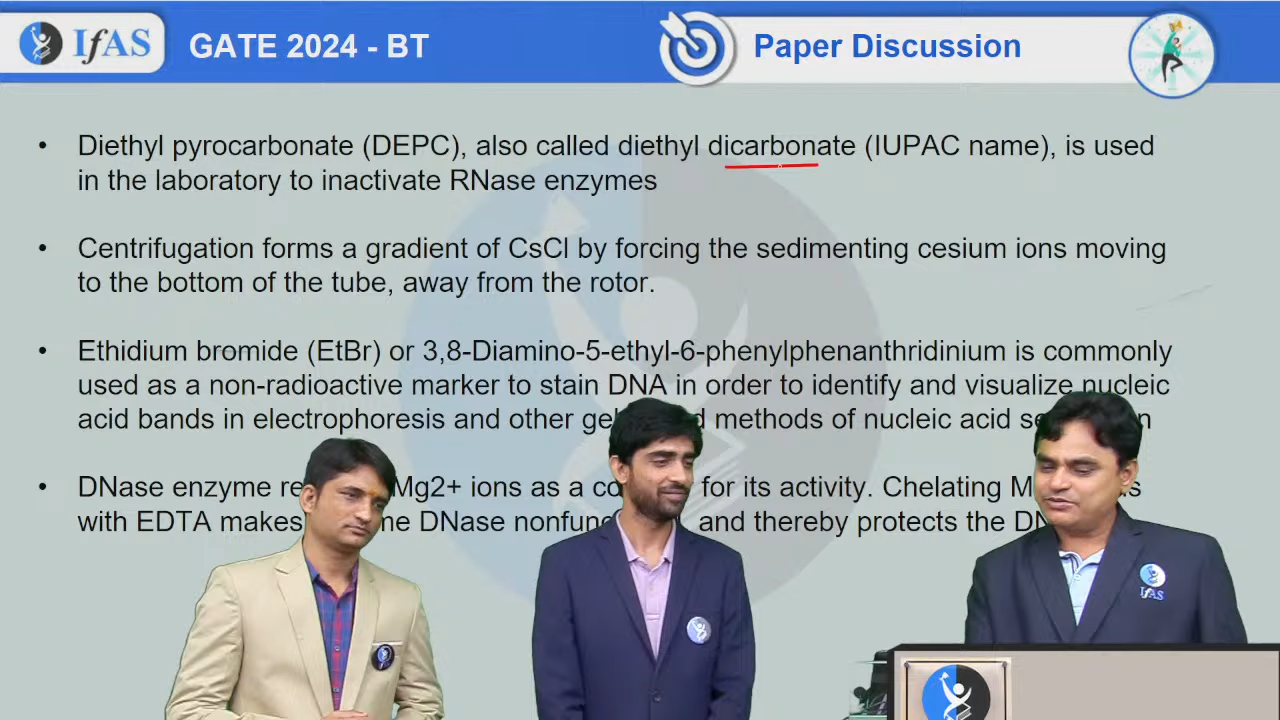 IfAS
GATE 2024 - BT
Paper Discussion
• Diethyl pyrocarbonate (DEPC), also called diethyl dicarbonate (IUPAC name), is used
in the laboratory to inactivate RNase enzymes
• Centrifugation forms a gradient of CsCl by forcing the sedimenting cesium ions moving
to the bottom of the tube, away from the rotor.
• Ethidium bromide (EtBr) or 3,8-Diamino-5-ethyl-6-phenylphenanthridinium is commonly
used as a non-radioactive marker to stain DNA in order to identify and visualize nucleic
acid bands in electrophoresis and other methods of nucleic acid
• DNase enzyme Mg2+ ions as a for its activity. Chelating
with EDTA makes DNase and thereby protects the
IfAS